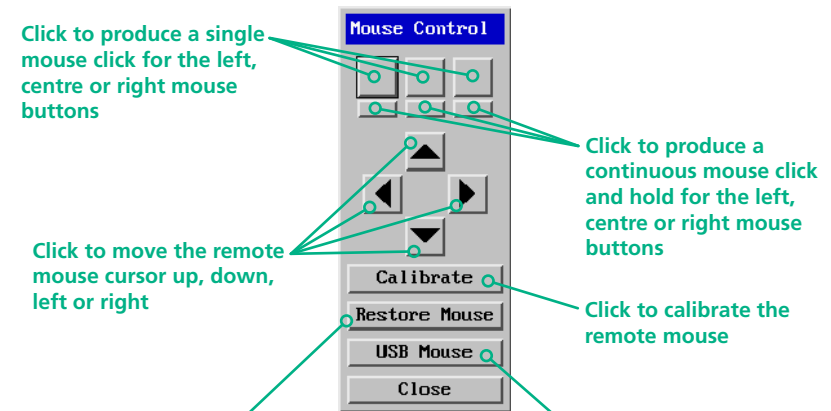 Click to produce a single
mouse click for the left,
centre or right mouse
buttons
Mouse Control
Click to produce a
continuous mouse click
and hold for the left,
centre or right mouse
buttons
Click to move the remote
mouse cursor up, down,
left or right
Calibrate
Click to calibrate the
remote mouse
Restore Mouse
USB Mouse
Close